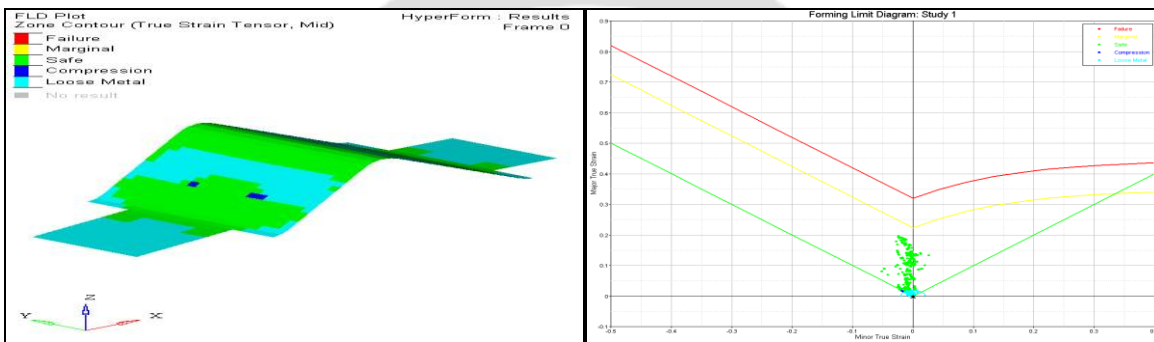 FLD Plot
Zone Contour (True Strain Tensor, Mid)
HyperForm : Results
Frame 0
Failure
Marginal
Safe
Compression
Loose Metal
No result
Z
Y
X
Forming Limit Diagram: Study 1
Failure
Marginal
Safe
Compression
Loose Metal
Major True Strain
0.9
0.8
0.7
0.6
0.5
0.4
0.3
0.2
0.1
0
-0.1
-0.5
-0.4
-0.3
-0.2
-0.1
0
0.1
0.2
0.3
0.4
Minor True Strain